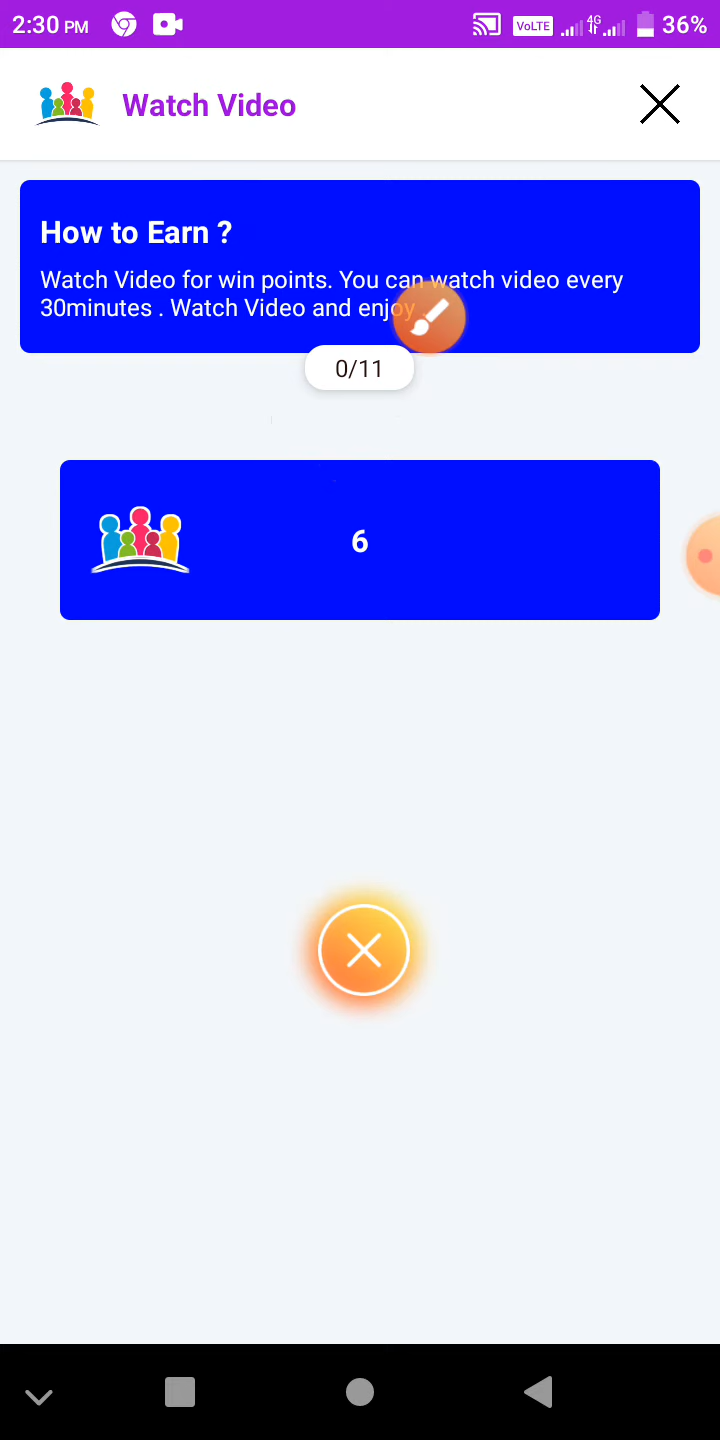 2:30 PM VoLTE 4G 36%
Watch Video
How to Earn ?
Watch Video for win points. You can watch video every
30minutes . Watch Video and enjoy
0/11
6